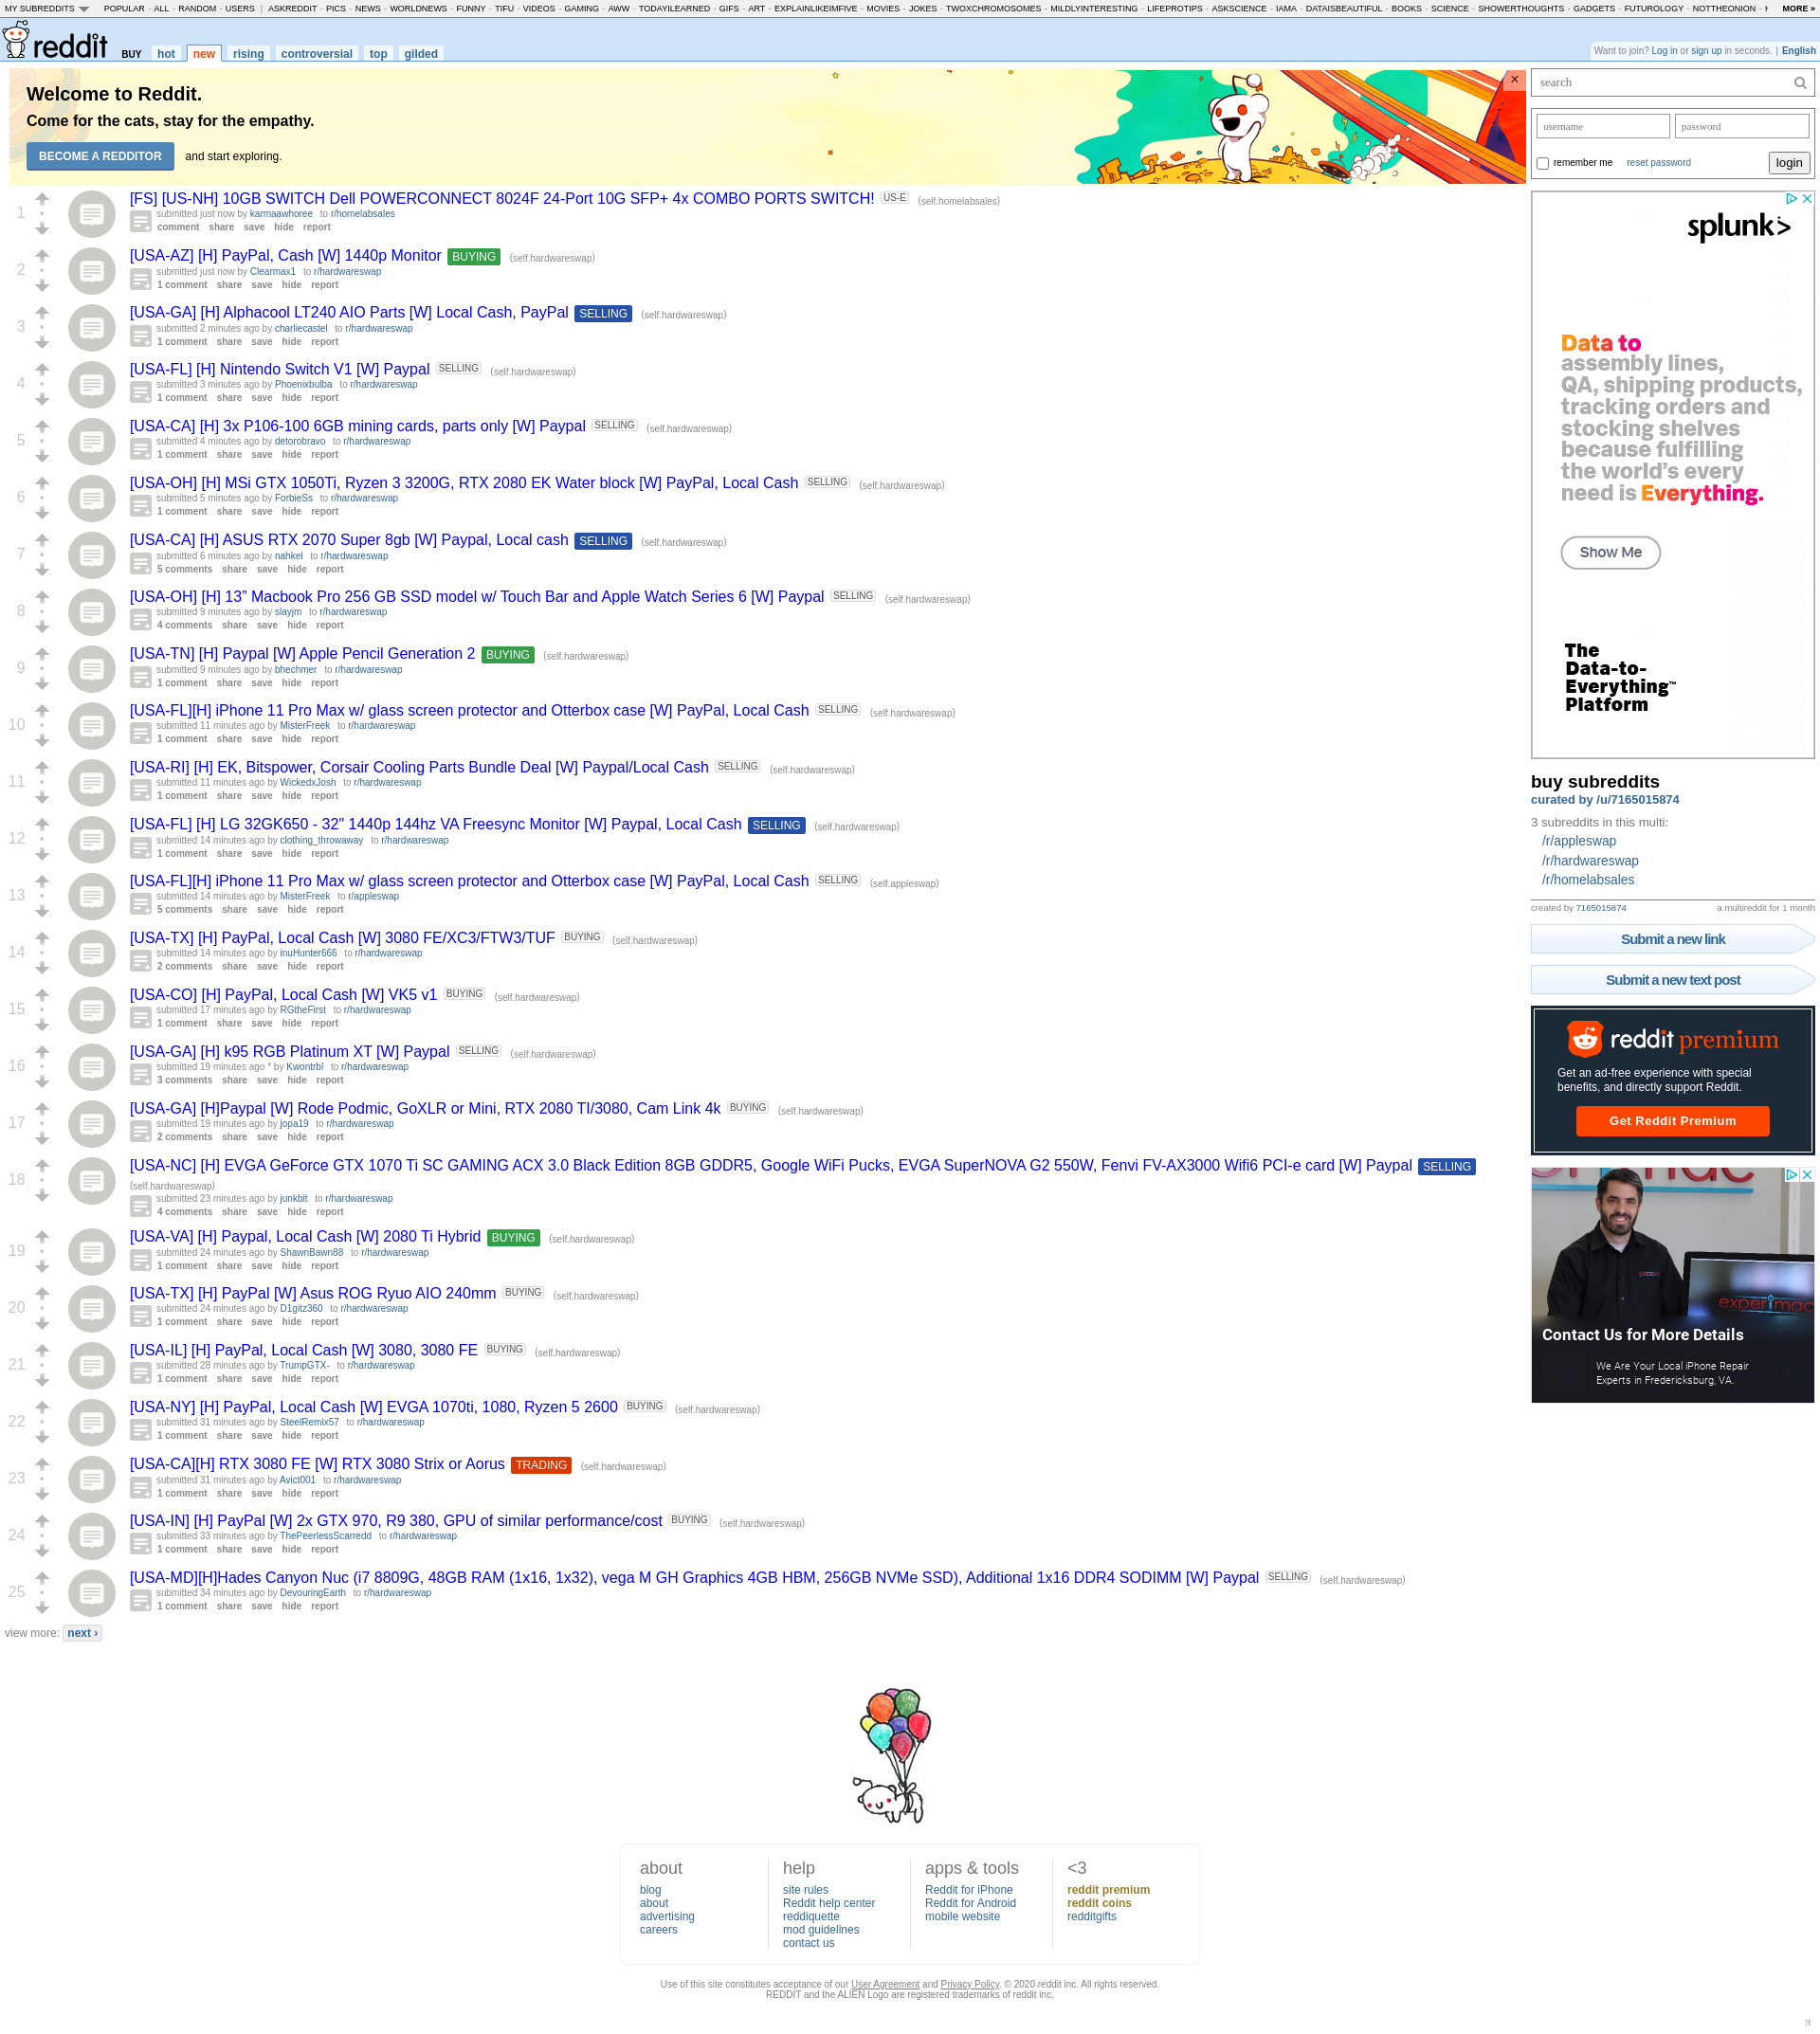 MY SUBREDDITS POPULAR - ALL - RANDOM - USERS | ASKREDDIT - PICS - NEWS - WORLDNEWS - FUNNY - TIFU - VIDEOS - GAMING - AWW - TODAYILEARNED - GIFS - ART - EXPLAINLIKEIMFIVE - MOVIES - JOKES - TWOXCHROMOSOMES - MILDLYINTERESTING - LIFEPROTIPS - ASKSCIENCE - IAMA - DATAISBEAUTIFUL - BOOKS - SCIENCE - SHOWERTHOUGHTS - GADGETS - FUTUROLOGY - NOTTHEONION - MORE »
reddit BUY hot new rising controversial top gilded
Want to join? Log in or sign up in seconds. | English
Welcome to Reddit.
Come for the cats, stay for the empathy.
BECOME A REDDITOR and start exploring.
×
1
[FS] [US-NH] 10GB SWITCH Dell POWERCONNECT 8024F 24-Port 10G SFP+ 4x COMBO PORTS SWITCH! US-E (self.homelabsales)
submitted just now by karmaawhoree to r/homelabsales
comment share save hide report
2
[USA-AZ] [H] PayPal, Cash [W] 1440p Monitor BUYING (self.hardwareswap)
submitted just now by Clearmax1 to r/hardwareswap
1 comment share save hide report
3
[USA-GA] [H] Alphacool LT240 AIO Parts [W] Local Cash, PayPal SELLING (self.hardwareswap)
submitted 2 minutes ago by charliecastel to r/hardwareswap
1 comment share save hide report
4
[USA-FL] [H] Nintendo Switch V1 [W] Paypal SELLING (self.hardwareswap)
submitted 3 minutes ago by Phoenixbulba to r/hardwareswap
1 comment share save hide report
5
[USA-CA] [H] 3x P106-100 6GB mining cards, parts only [W] Paypal SELLING (self.hardwareswap)
submitted 4 minutes ago by detorobravo to r/hardwareswap
1 comment share save hide report
6
[USA-OH] [H] MSi GTX 1050Ti, Ryzen 3 3200G, RTX 2080 EK Water block [W] PayPal, Local Cash SELLING (self.hardwareswap)
submitted 5 minutes ago by ForbieSs to r/hardwareswap
1 comment share save hide report
7
[USA-CA] [H] ASUS RTX 2070 Super 8gb [W] Paypal, Local cash SELLING (self.hardwareswap)
submitted 6 minutes ago by nahkel to r/hardwareswap
5 comments share save hide report
8
[USA-OH] [H] 13” Macbook Pro 256 GB SSD model w/ Touch Bar and Apple Watch Series 6 [W] Paypal SELLING (self.hardwareswap)
submitted 9 minutes ago by slayjm to r/hardwareswap
4 comments share save hide report
9
[USA-TN] [H] Paypal [W] Apple Pencil Generation 2 BUYING (self.hardwareswap)
submitted 9 minutes ago by bhechmer to r/hardwareswap
1 comment share save hide report
10
[USA-FL][H] iPhone 11 Pro Max w/ glass screen protector and Otterbox case [W] PayPal, Local Cash SELLING (self.hardwareswap)
submitted 11 minutes ago by MisterFreek to r/hardwareswap
1 comment share save hide report
11
[USA-RI] [H] EK, Bitspower, Corsair Cooling Parts Bundle Deal [W] Paypal/Local Cash SELLING (self.hardwareswap)
submitted 11 minutes ago by WickedxJosh to r/hardwareswap
1 comment share save hide report
12
[USA-FL] [H] LG 32GK650 - 32" 1440p 144hz VA Freesync Monitor [W] Paypal, Local Cash SELLING (self.hardwareswap)
submitted 14 minutes ago by clothing_throwaway to r/hardwareswap
1 comment share save hide report
13
[USA-FL][H] iPhone 11 Pro Max w/ glass screen protector and Otterbox case [W] PayPal, Local Cash SELLING (self.appleswap)
submitted 14 minutes ago by MisterFreek to r/appleswap
5 comments share save hide report
14
[USA-TX] [H] PayPal, Local Cash [W] 3080 FE/XC3/FTW3/TUF BUYING (self.hardwareswap)
submitted 14 minutes ago by inuHunter666 to r/hardwareswap
2 comments share save hide report
15
[USA-CO] [H] PayPal, Local Cash [W] VK5 v1 BUYING (self.hardwareswap)
submitted 17 minutes ago by RGtheFirst to r/hardwareswap
1 comment share save hide report
16
[USA-GA] [H] k95 RGB Platinum XT [W] Paypal SELLING (self.hardwareswap)
submitted 19 minutes ago * by Kwontrbl to r/hardwareswap
3 comments share save hide report
17
[USA-GA] [H]Paypal [W] Rode Podmic, GoXLR or Mini, RTX 2080 TI/3080, Cam Link 4k BUYING (self.hardwareswap)
submitted 19 minutes ago by jopa19 to r/hardwareswap
2 comments share save hide report
18
[USA-NC] [H] EVGA GeForce GTX 1070 Ti SC GAMING ACX 3.0 Black Edition 8GB GDDR5, Google WiFi Pucks, EVGA SuperNOVA G2 550W, Fenvi FV-AX3000 Wifi6 PCI-e card [W] Paypal SELLING
(self.hardwareswap)
submitted 23 minutes ago by junkbit to r/hardwareswap
4 comments share save hide report
19
[USA-VA] [H] Paypal, Local Cash [W] 2080 Ti Hybrid BUYING (self.hardwareswap)
submitted 24 minutes ago by ShawnBawn88 to r/hardwareswap
1 comment share save hide report
20
[USA-TX] [H] PayPal [W] Asus ROG Ryuo AIO 240mm BUYING (self.hardwareswap)
submitted 24 minutes ago by D1gitz360 to r/hardwareswap
1 comment share save hide report
21
[USA-IL] [H] PayPal, Local Cash [W] 3080, 3080 FE BUYING (self.hardwareswap)
submitted 28 minutes ago by TrumpGTX- to r/hardwareswap
1 comment share save hide report
22
[USA-NY] [H] PayPal, Local Cash [W] EVGA 1070ti, 1080, Ryzen 5 2600 BUYING (self.hardwareswap)
submitted 31 minutes ago by SteelRemix57 to r/hardwareswap
1 comment share save hide report
23
[USA-CA][H] RTX 3080 FE [W] RTX 3080 Strix or Aorus TRADING (self.hardwareswap)
submitted 31 minutes ago by Avict001 to r/hardwareswap
1 comment share save hide report
24
[USA-IN] [H] PayPal [W] 2x GTX 970, R9 380, GPU of similar performance/cost BUYING (self.hardwareswap)
submitted 33 minutes ago by ThePeerlessScarredd to r/hardwareswap
1 comment share save hide report
25
[USA-MD][H]Hades Canyon Nuc (i7 8809G, 48GB RAM (1x16, 1x32), vega M GH Graphics 4GB HBM, 256GB NVMe SSD), Additional 1x16 DDR4 SODIMM [W] Paypal SELLING (self.hardwareswap)
submitted 34 minutes ago by DevouringEarth to r/hardwareswap
1 comment share save hide report
view more: next ›
search
username password
remember me reset password login
splunk>
Data to
assembly lines,
QA, shipping products,
tracking orders and
stocking shelves
because fulfilling
the world’s every
need is Everything.
Show Me
The
Data-to-
Everything™
Platform
buy subreddits
curated by /u/7165015874
3 subreddits in this multi:
/r/appleswap
/r/hardwareswap
/r/homelabsales
created by 7165015874 a multireddit for 1 month
Submit a new link
Submit a new text post
reddit premium
Get an ad-free experience with special
benefits, and directly support Reddit.
Get Reddit Premium
experimac
Contact Us for More Details
We Are Your Local iPhone Repair
Experts in Fredericksburg, VA.
about
blog
about
advertising
careers
help
site rules
Reddit help center
reddiquette
mod guidelines
contact us
apps & tools
Reddit for iPhone
Reddit for Android
mobile website
<3
reddit premium
reddit coins
redditgifts
Use of this site constitutes acceptance of our User Agreement and Privacy Policy. © 2020 reddit inc. All rights reserved.
REDDIT and the ALIEN Logo are registered trademarks of reddit inc.
π